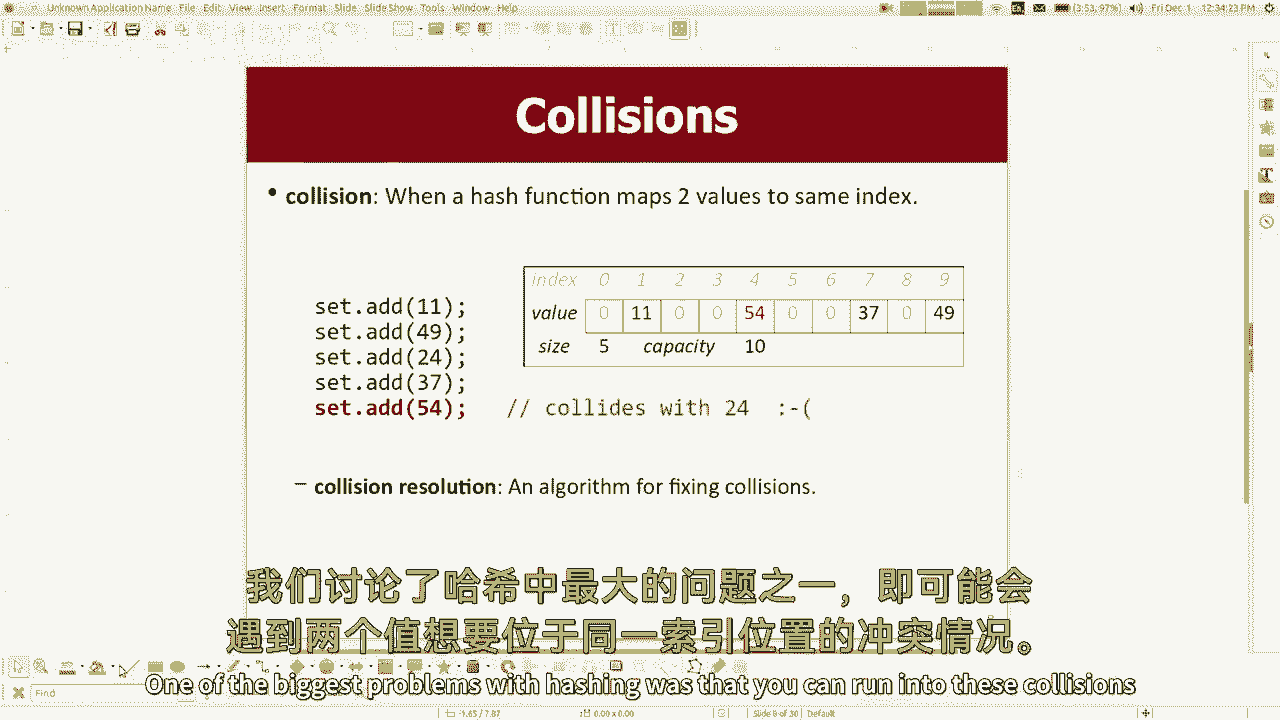 Unknown Application Name File Edit View Insert Format Slide Slide Show Tools Window Help
(3:53, 97%) Fri Dec 1 12:34:23 PM
Collisions
• collision: When a hash function maps 2 values to same index.
index 0 1 2 3 4 5 6 7 8 9
value 0 11 0 0 54 0 0 37 0 49
size 5 capacity 10
set.add(11);
set.add(49);
set.add(24);
set.add(37);
set.add(54); // collides with 24 :-(
– collision resolution: An algorithm for fixing collisions.
我们讨论了哈希中最大的问题之一，即可能会
遇到两个值想要位于同一索引位置的冲突情况。
One of the biggest problems with hashing was that you can run into these collisions
Find
-1.65 / 7.87 0.00 x 0.00 Slide 9 of 30 Default